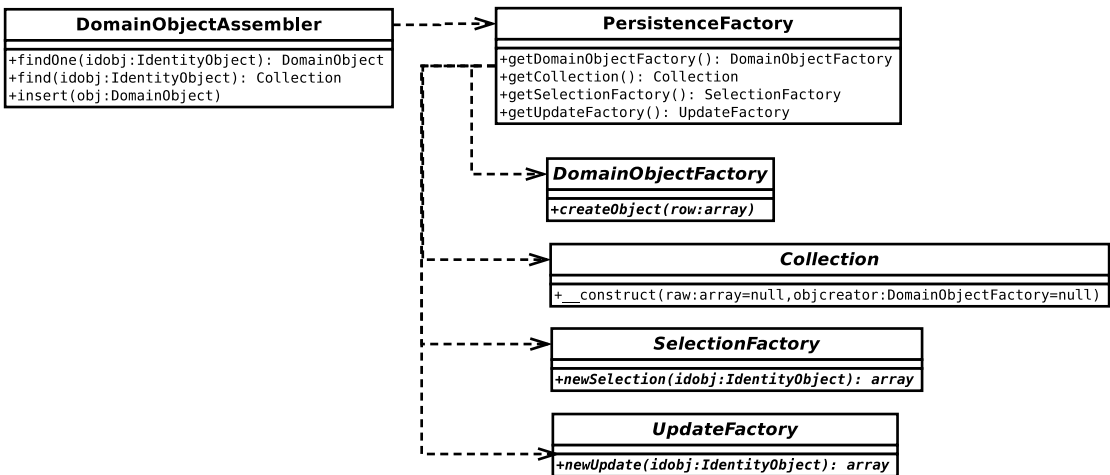 DomainObjectAssembler
+findOne(idobj:IdentityObject): DomainObject
+find(idobj:IdentityObject): Collection
+insert(obj:DomainObject)
PersistenceFactory
+getDomainObjectFactory(): DomainObjectFactory
+getCollection(): Collection
+getSelectionFactory(): SelectionFactory
+getUpdateFactory(): UpdateFactory
DomainObjectFactory
+createObject(row:array)
Collection
+__construct(raw:array=null,objcreator:DomainObjectFactory=null)
SelectionFactory
+newSelection(idobj:IdentityObject): array
UpdateFactory
+newUpdate(idobj:IdentityObject): array